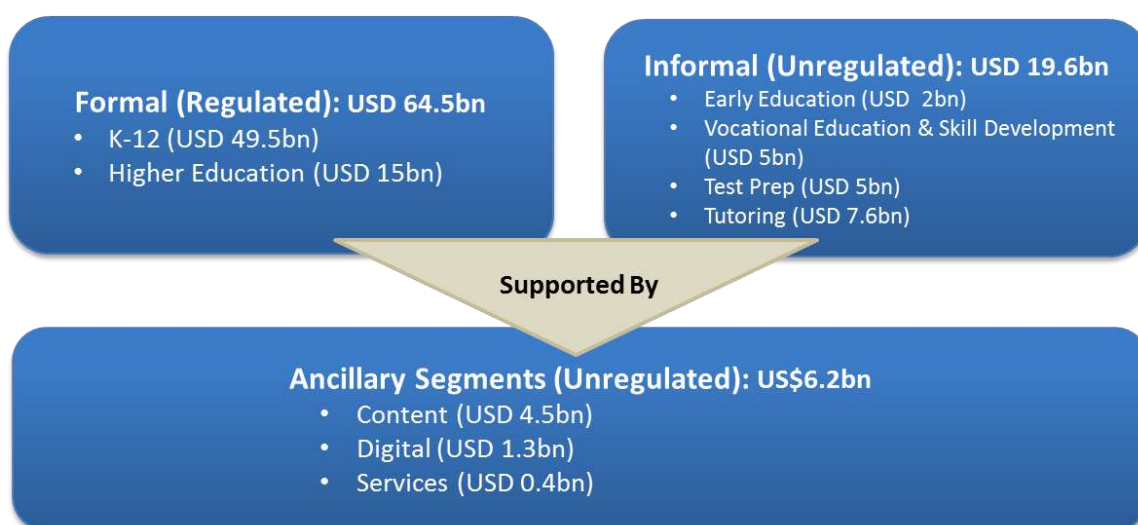 Formal (Regulated): USD 64.5bn
• K-12 (USD 49.5bn)
• Higher Education (USD 15bn)
Informal (Unregulated): USD 19.6bn
• Early Education (USD  2bn)
• Vocational Education & Skill Development
(USD 5bn)
• Test Prep (USD 5bn)
• Tutoring (USD 7.6bn)
Supported By
Ancillary Segments (Unregulated): US$6.2bn
• Content (USD 4.5bn)
• Digital (USD 1.3bn)
• Services (USD 0.4bn)